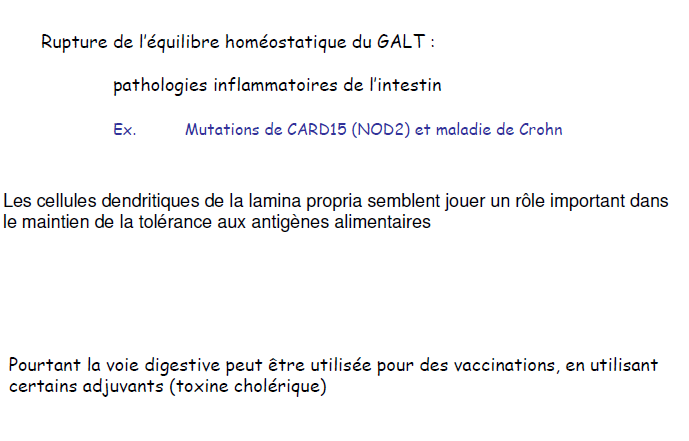 Rupture de l'équilibre homéostatique du GALT :
pathologies inflammatoires de l'intestin
Ex. Mutations de CARD15 (NOD2) et maladie de Crohn
Les cellules dendritiques de la lamina propria semblent jouer un rôle important dans
le maintien de la tolérance aux antigènes alimentaires
Pourtant la voie digestive peut être utilisée pour des vaccinations, en utilisant
certains adjuvants (toxine cholérique)